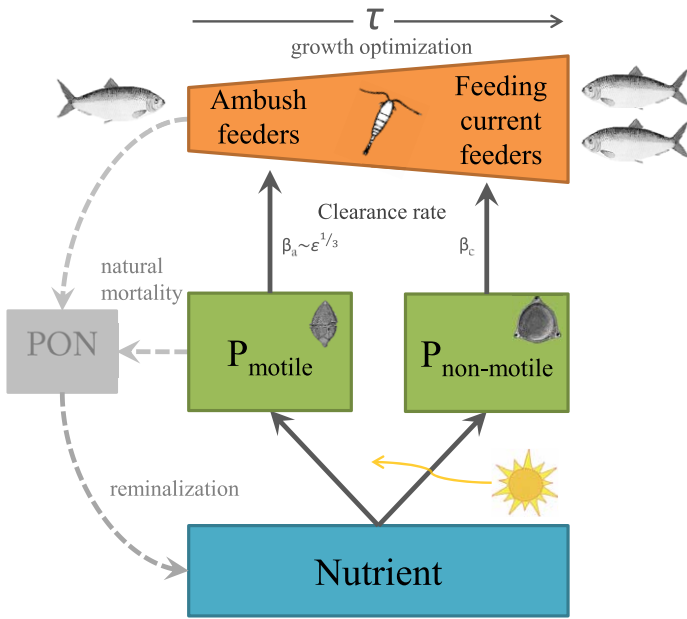 τ
growth optimization
Ambush
feeders
Feeding
current
feeders
Clearance rate
βa~ε1/3
βc
natural
mortality
PON
Pmotile
Pnon-motile
reminalization
Nutrient